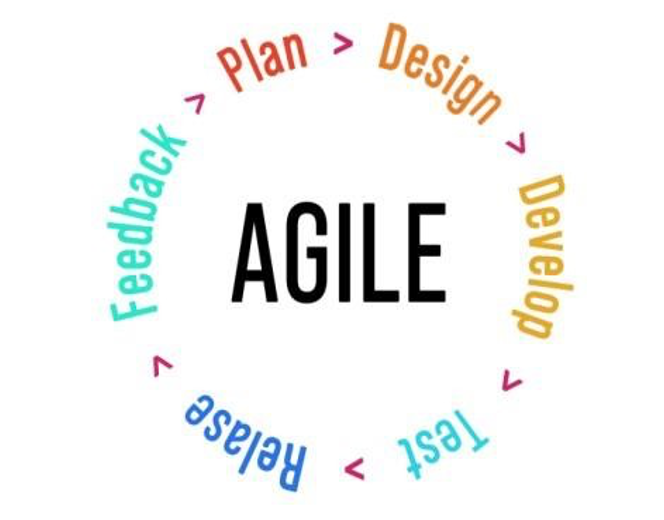 Plan > Design > Develop > Test > Relase > Feedback >
AGILE